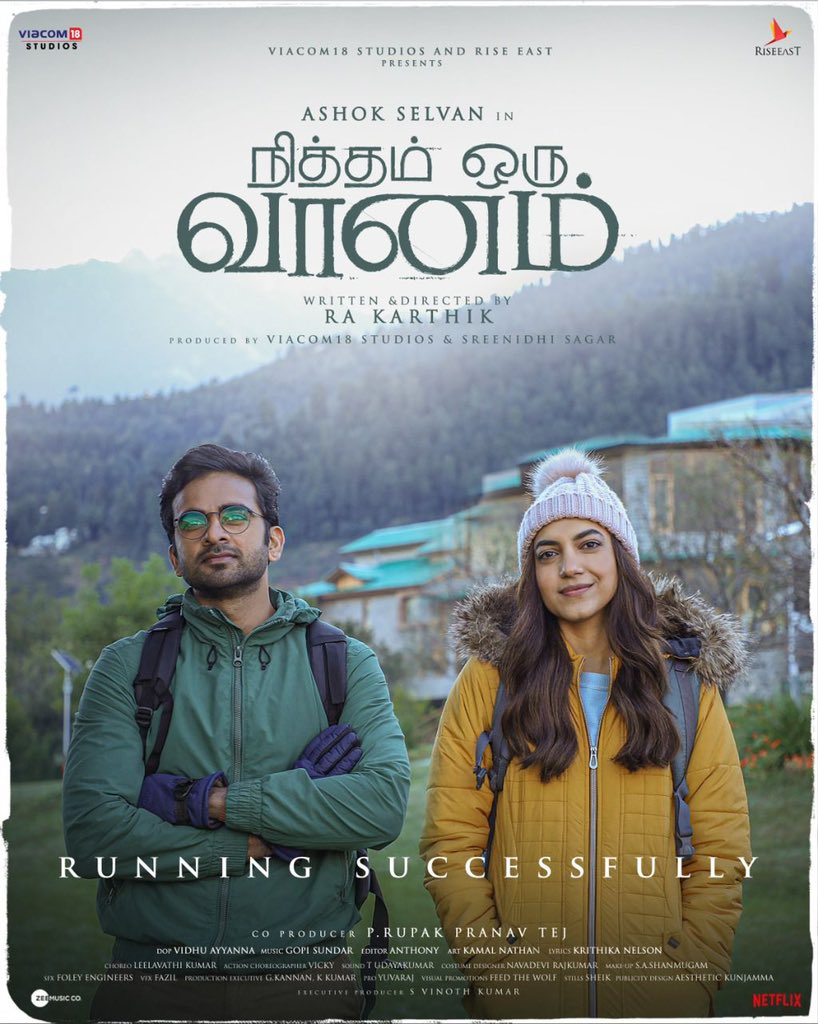 VIACOM18
STUDIOS
RISEEAST
VIACOM18 STUDIOS AND RISE EAST
PRESENTS
ASHOK SELVAN IN
நித்தம் ஒரு
வானம்
WRITTEN & DIRECTED BY
RA KARTHIK
PRODUCED BY VIACOM18 STUDIOS & SREENIDHI SAGAR
RUNNING SUCCESSFULLY
CO PRODUCER P.RUPAK PRANAV TEJ
DOP VIDHU AYYANNA MUSIC GOPI SUNDAR EDITOR ANTHONY ART KAMAL NATHAN LYRICS KRITHIKA NELSON
CHOREO LEELAVATHI KUMAR ACTION CHOREOGRAPHER VICKY SOUND T UDAYAKUMAR COSTUME DESIGNER NAVADEVI RAJKUMAR MAKE-UP S.A.SHANMUGAM
SFX FOLEY ENGINEERS VFX FAZIL PRODUCTION EXECUTIVE G.KANNAN, K KUMAR PRO YUVARAJ VISUAL PROMOTIONS FEED THE WOLF STILLS SHEIK PUBLICITY DESIGN AESTHETIC KUNJAMMA
EXECUTIVE PRODUCER S VINOTH KUMAR
ZEE MUSIC CO.
NETFLIX